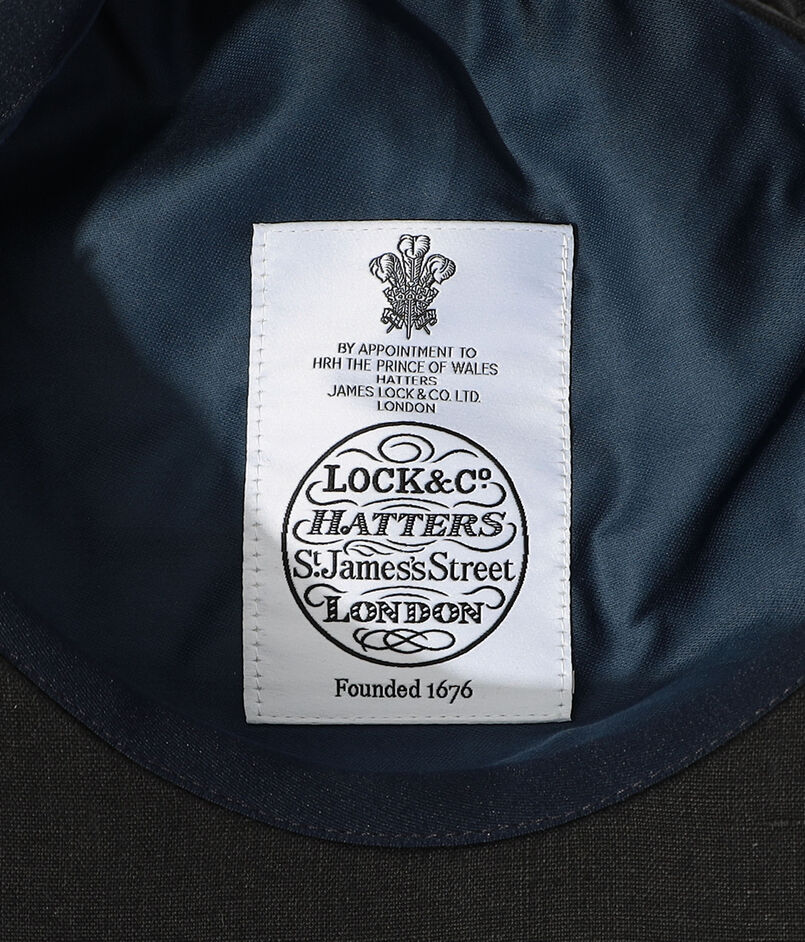 BY APPOINTMENT TO
HRH THE PRINCE OF WALES
HATTERS
JAMES LOCK & CO. LTD.
LONDON
LOCK & Co.
HATTERS
St. James's Street
LONDON
Founded 1676